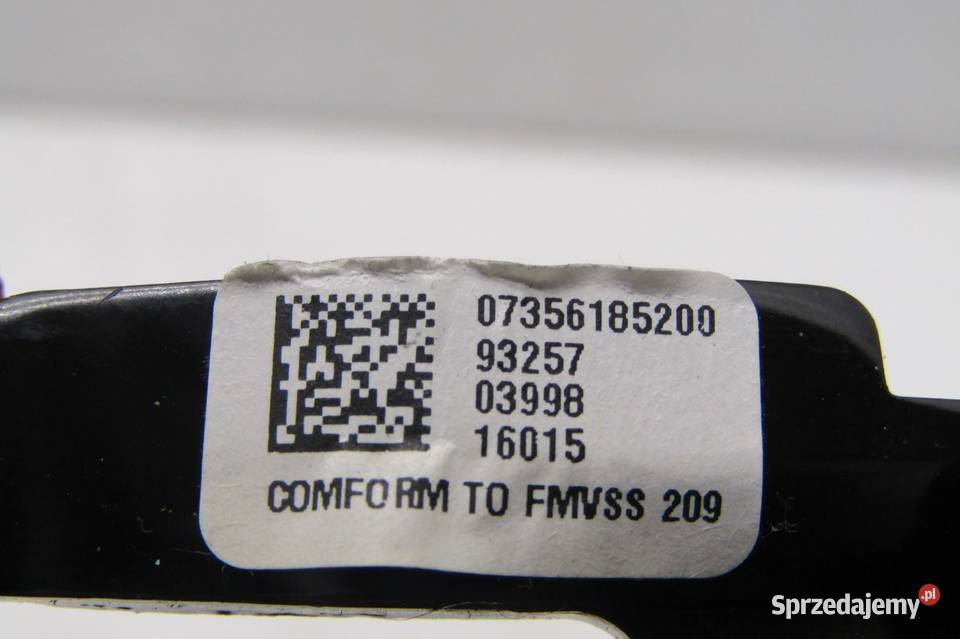 07356185200
93257
03998
16015
COMFORM TO FMVSS 209
Sprzedajemy.pl